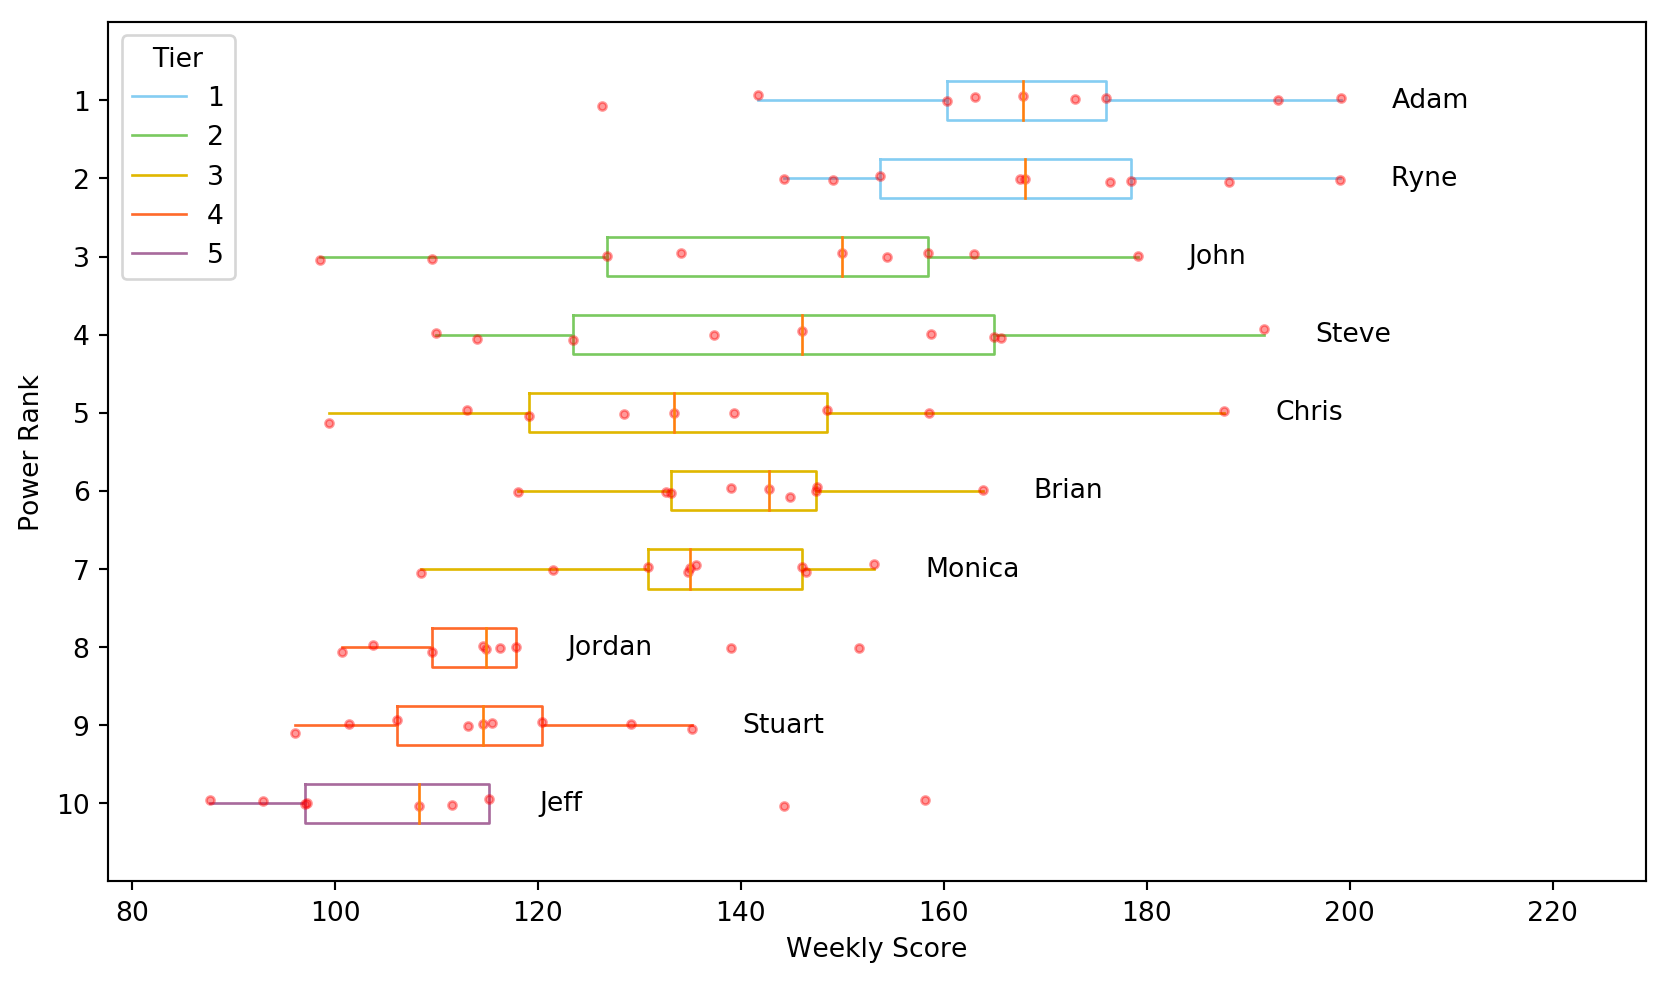 Tier
1
2
3
4
5
Power Rank
1
2
3
4
5
6
7
8
9
10
Adam
Ryne
John
Steve
Chris
Brian
Monica
Jordan
Stuart
Jeff
80 100 120 140 160 180 200 220
Weekly Score